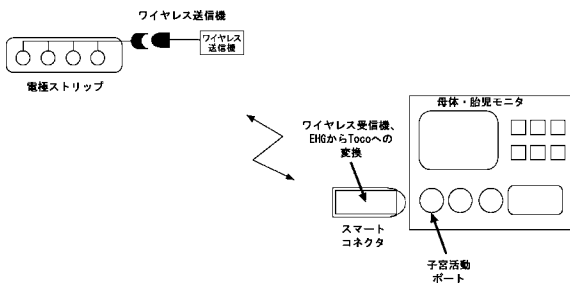 ワイヤレス送信機
ワイヤレス
送信機
電極ストリップ
母体・胎児モニタ
ワイヤレス受信機、
EHGからTocoへの
変換
スマート
コネクタ
子宮活動
ポート